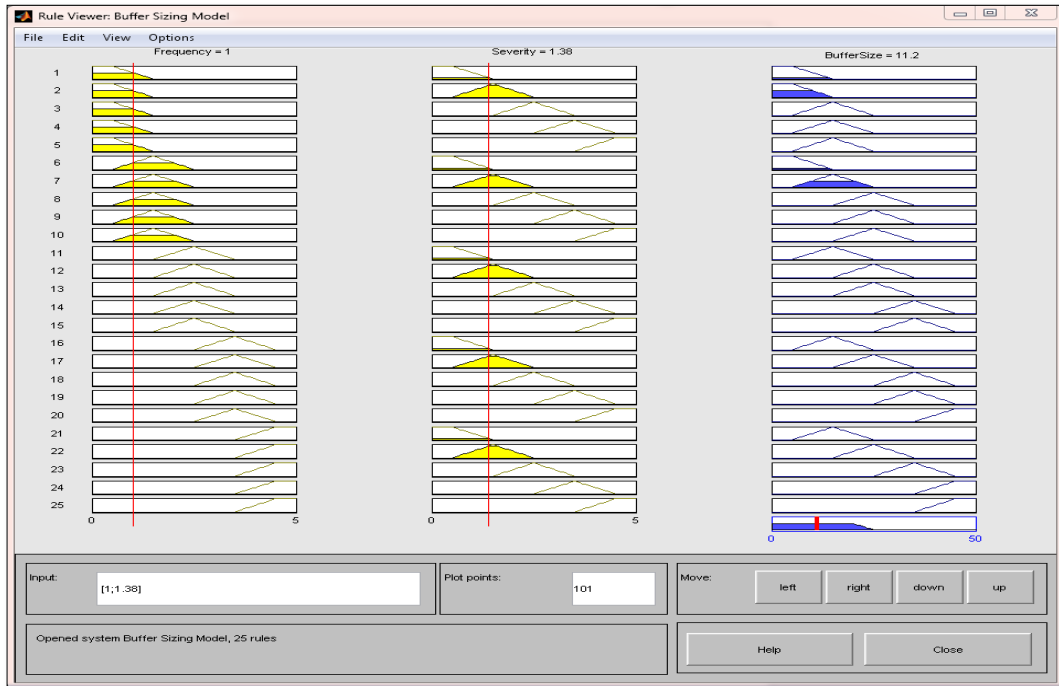 Rule Viewer: Buffer Sizing Model
File Edit View Options
Frequency = 1
Severity = 1.38
BufferSize = 11.2
1
2
3
4
5
6
7
8
9
10
11
12
13
14
15
16
17
18
19
20
21
22
23
24
25
0 5
0 5
0 50
Input:
[1;1.38]
Plot points:
101
Move:
left
right
down
up
Opened system Buffer Sizing Model, 25 rules
Help
Close